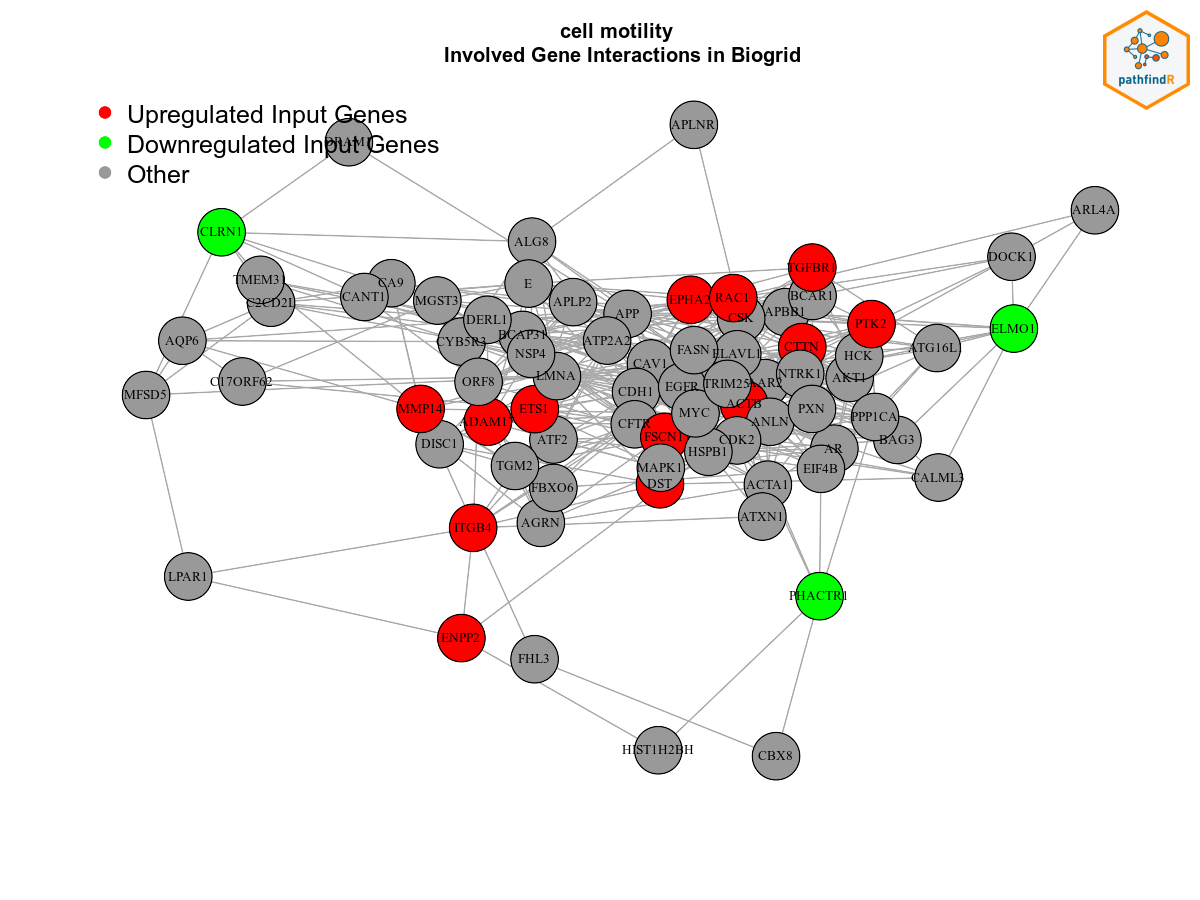 cell motility
Involved Gene Interactions in Biogrid
pathfindR
Upregulated Input Genes
Downregulated Input Genes
Other
APLNR
CLRN1
ALG8
ARL4A
DOCK1
TGFBR1
TMEM31
C2CD2L
CANT1
CA9
MGST3
E
APLP2
APP
EPHA2
RAC1
CSK
APBB1
BCAR1
PTK2
ELMO1
AQP6
CYB5R3
DERL1
BCAP31
NSP4
ATP2A2
FASN
ELAVL1
CTTN
HCK
ATG16L1
MFSD5
C17ORF62
ORF8
LMNA
CAV1
CDH1
EGFR
TRIM25
NTRK1
AKT1
MMP14
ETS1
MYC
ACTB
PXN
PPP1CA
DISC1
ATF2
CFTR
FSCN1
CDK2
ANLN
AR
BAG3
TGM2
FBXO6
MAPK1
DST
HSPB1
ACTA1
EIF4B
CALML3
ITGB4
AGRN
ATXN1
LPAR1
PHACTR1
ENPP2
FHL3
HIST1H2BH
CBX8